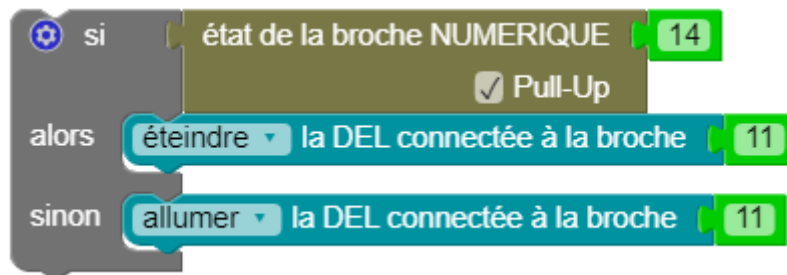 si état de la broche NUMERIQUE 14
Pull-Up
alors éteindre la DEL connectée à la broche 11
sinon allumer la DEL connectée à la broche 11